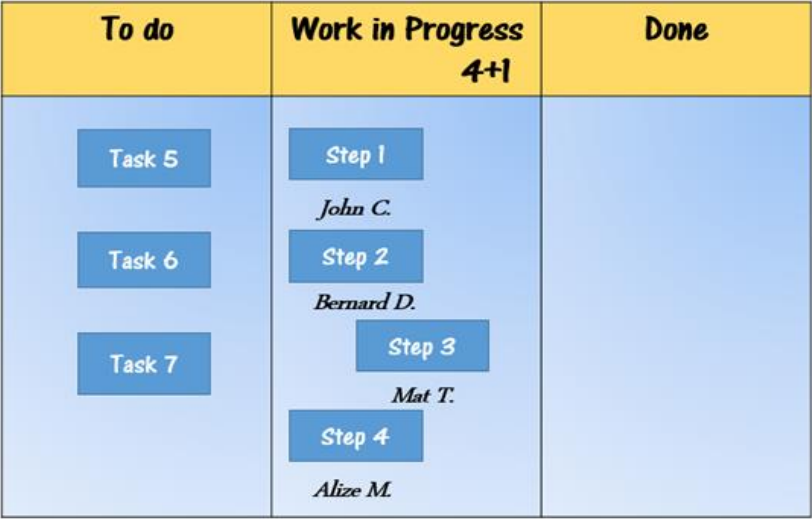 To do
Work in Progress
4+1
Done
Task 5
Task 6
Task 7
Step 1
John C.
Step 2
Bernard D.
Step 3
Mat T.
Step 4
Alize M.